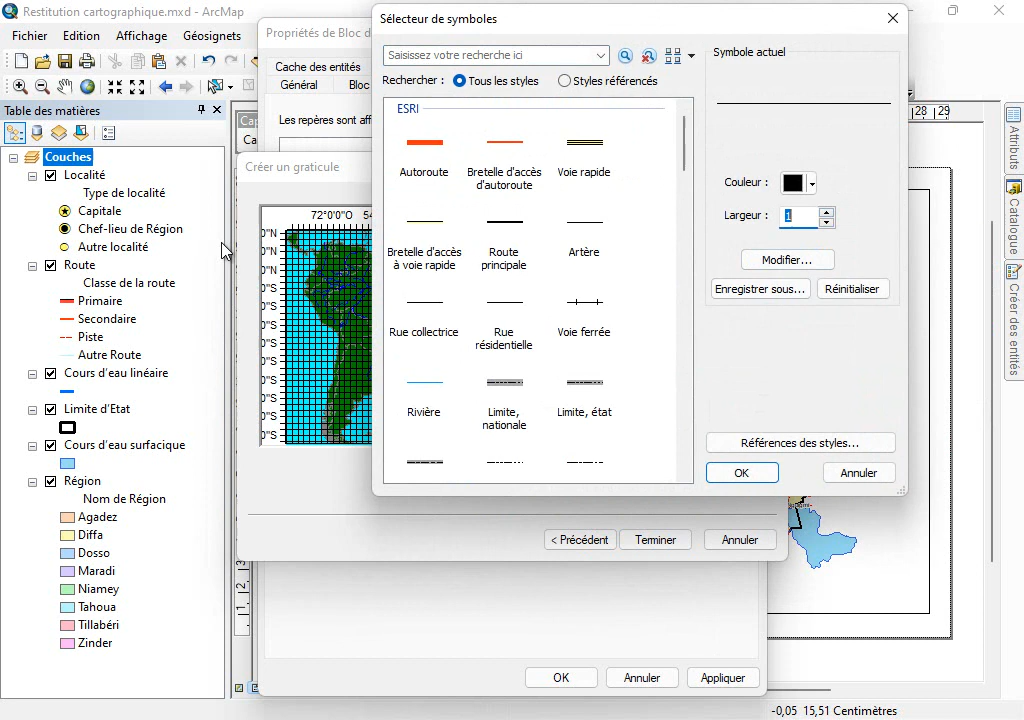 Restitution cartographique.mxd - ArcMap
Fichier Edition Affichage Géosignets
Table des matières
Couches
Localité
Type de localité
Capitale
Chef-lieu de Région
Autre localité
Route
Classe de la route
Primaire
Secondaire
Piste
Autre Route
Cours d'eau linéaire
Limite d'Etat
Cours d'eau surfacique
Région
Nom de Région
Agadez
Diffa
Dosso
Maradi
Niamey
Tahoua
Tillabéri
Zinder
Propriétés de Bloc d
Cache des entités
Général Bloc
Les repères sont aff
Créer un graticule
72°0'0"O
< Précédent Terminer Annuler
OK Annuler Appliquer
Sélecteur de symboles
Saisissez votre recherche ici
Rechercher : Tous les styles Styles référencés
ESRI
Autoroute
Bretelle d'accès d'autoroute
Voie rapide
Bretelle d'accès à voie rapide
Route principale
Artère
Rue collectrice
Rue résidentielle
Voie ferrée
Rivière
Limite, nationale
Limite, état
Symbole actuel
Couleur :
Largeur : 1
Modifier...
Enregistrer sous... Réinitialiser
Références des styles...
OK Annuler
28 29
Attributs
Catalogue
Créer des entités
-0,05 15,51 Centimètres